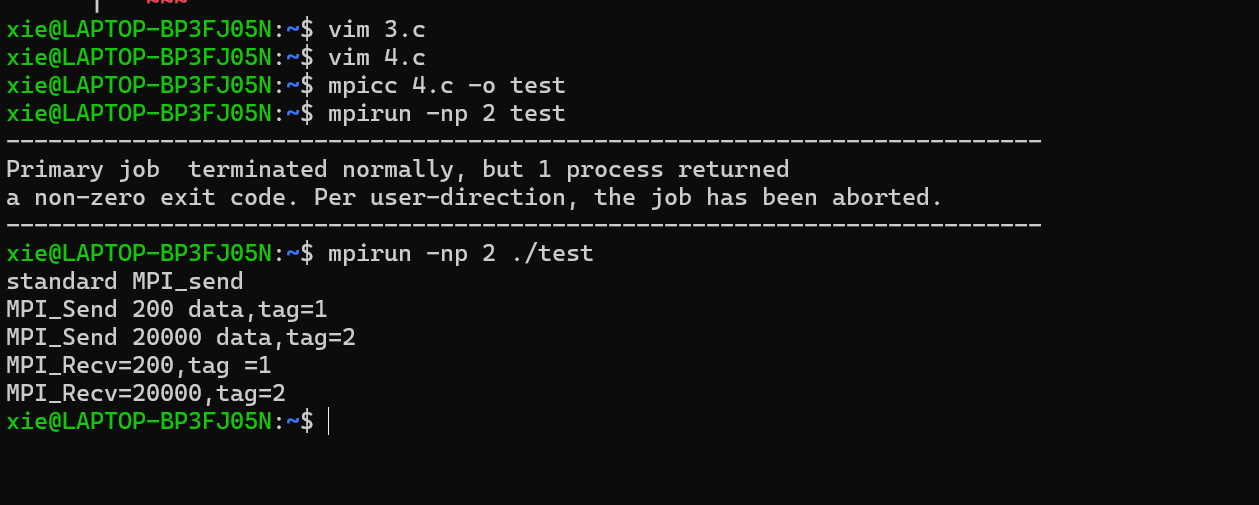 xie@LAPTOP-BP3FJ05N:~$ vim 3.c
xie@LAPTOP-BP3FJ05N:~$ vim 4.c
xie@LAPTOP-BP3FJ05N:~$ mpicc 4.c -o test
xie@LAPTOP-BP3FJ05N:~$ mpirun -np 2 test
--------------------------------------------------------------------------
Primary job  terminated normally, but 1 process returned
a non-zero exit code. Per user-direction, the job has been aborted.
--------------------------------------------------------------------------
xie@LAPTOP-BP3FJ05N:~$ mpirun -np 2 ./test
standard MPI_send
MPI_Send 200 data,tag=1
MPI_Send 20000 data,tag=2
MPI_Recv=200,tag =1
MPI_Recv=20000,tag=2
xie@LAPTOP-BP3FJ05N:~$